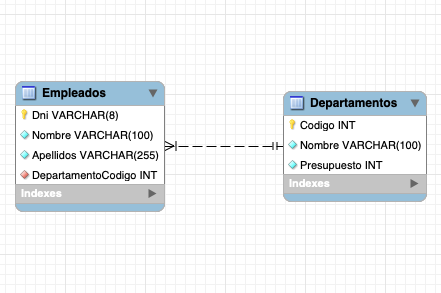 Empleados
Dni VARCHAR(8)
Nombre VARCHAR(100)
Apellidos VARCHAR(255)
DepartamentoCodigo INT
Indexes
Departamentos
Codigo INT
Nombre VARCHAR(100)
Presupuesto INT
Indexes